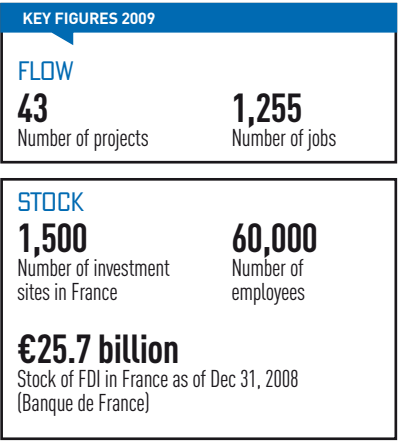 KEY FIGURES 2009
FLOW
43
Number of projects
1,255
Number of jobs
STOCK
1,500
Number of investment
sites in France
60,000
Number of
employees
€25.7 billion
Stock of FDI in France as of Dec 31, 2008
(Banque de France)